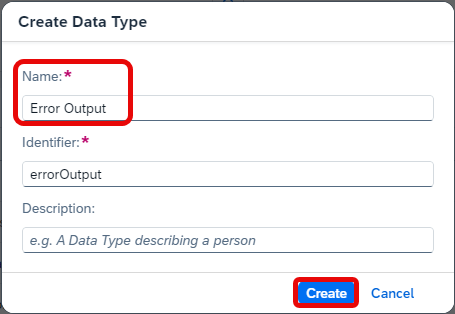 Create Data Type
Name:*
Error Output
Identifier:*
errorOutput
Description:
e.g. A Data Type describing a person
Create Cancel